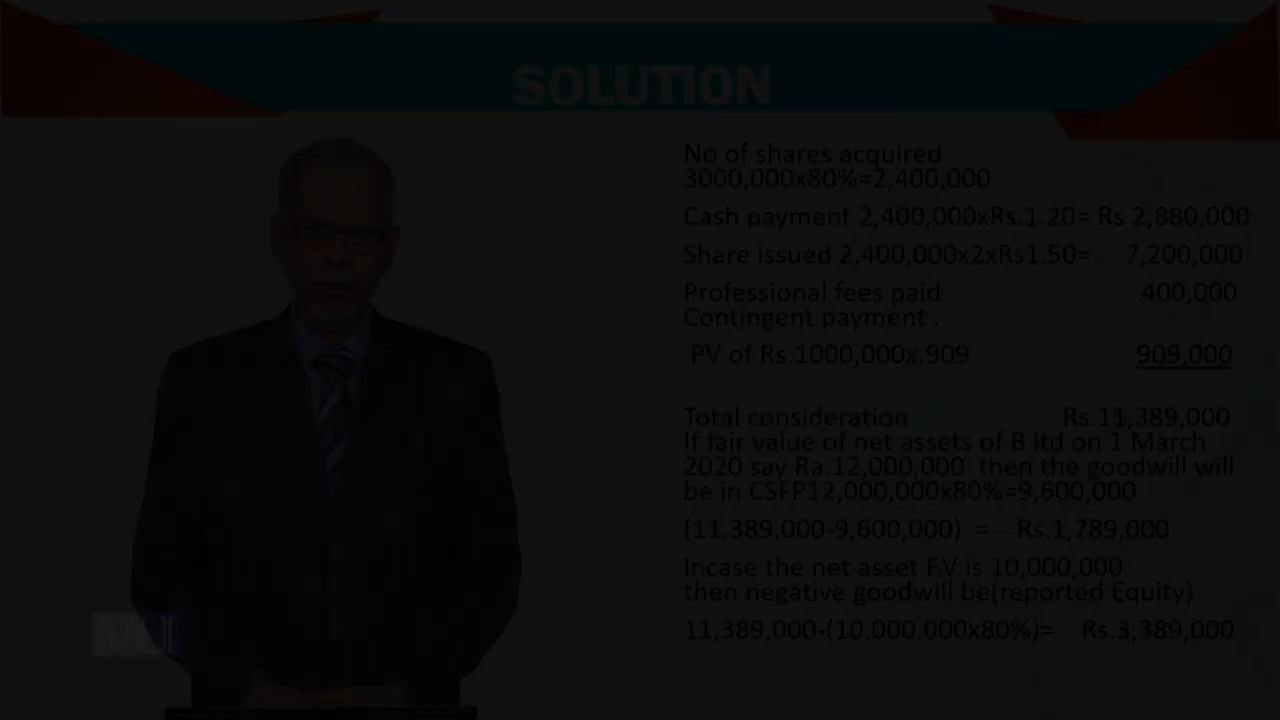 SOLUTION
No of shares acquired
3000,000x80%=2,400,000
Cash payment 2,400,000xRs.1.20= Rs 2,880,000
Share issued 2,400,000x2xRs1.50= 7,200,000
Professional fees paid 400,000
Contingent payment .
PV of Rs.1000,000x.909 909,000
Total consideration Rs.11,389,000
If fair value of net assets of B ltd on 1 March
2020 say Ra.12,000,000 then the goodwill will
be in CSFP12,000,000x80%=9,600,000
(11,389,000-9,600,000) = Rs.1,789,000
Incase the net asset F.V is 10,000,000
then negative goodwill be(reported Equity)
11,389,000-(10,000.000x80%)= Rs.3,389,000
VU